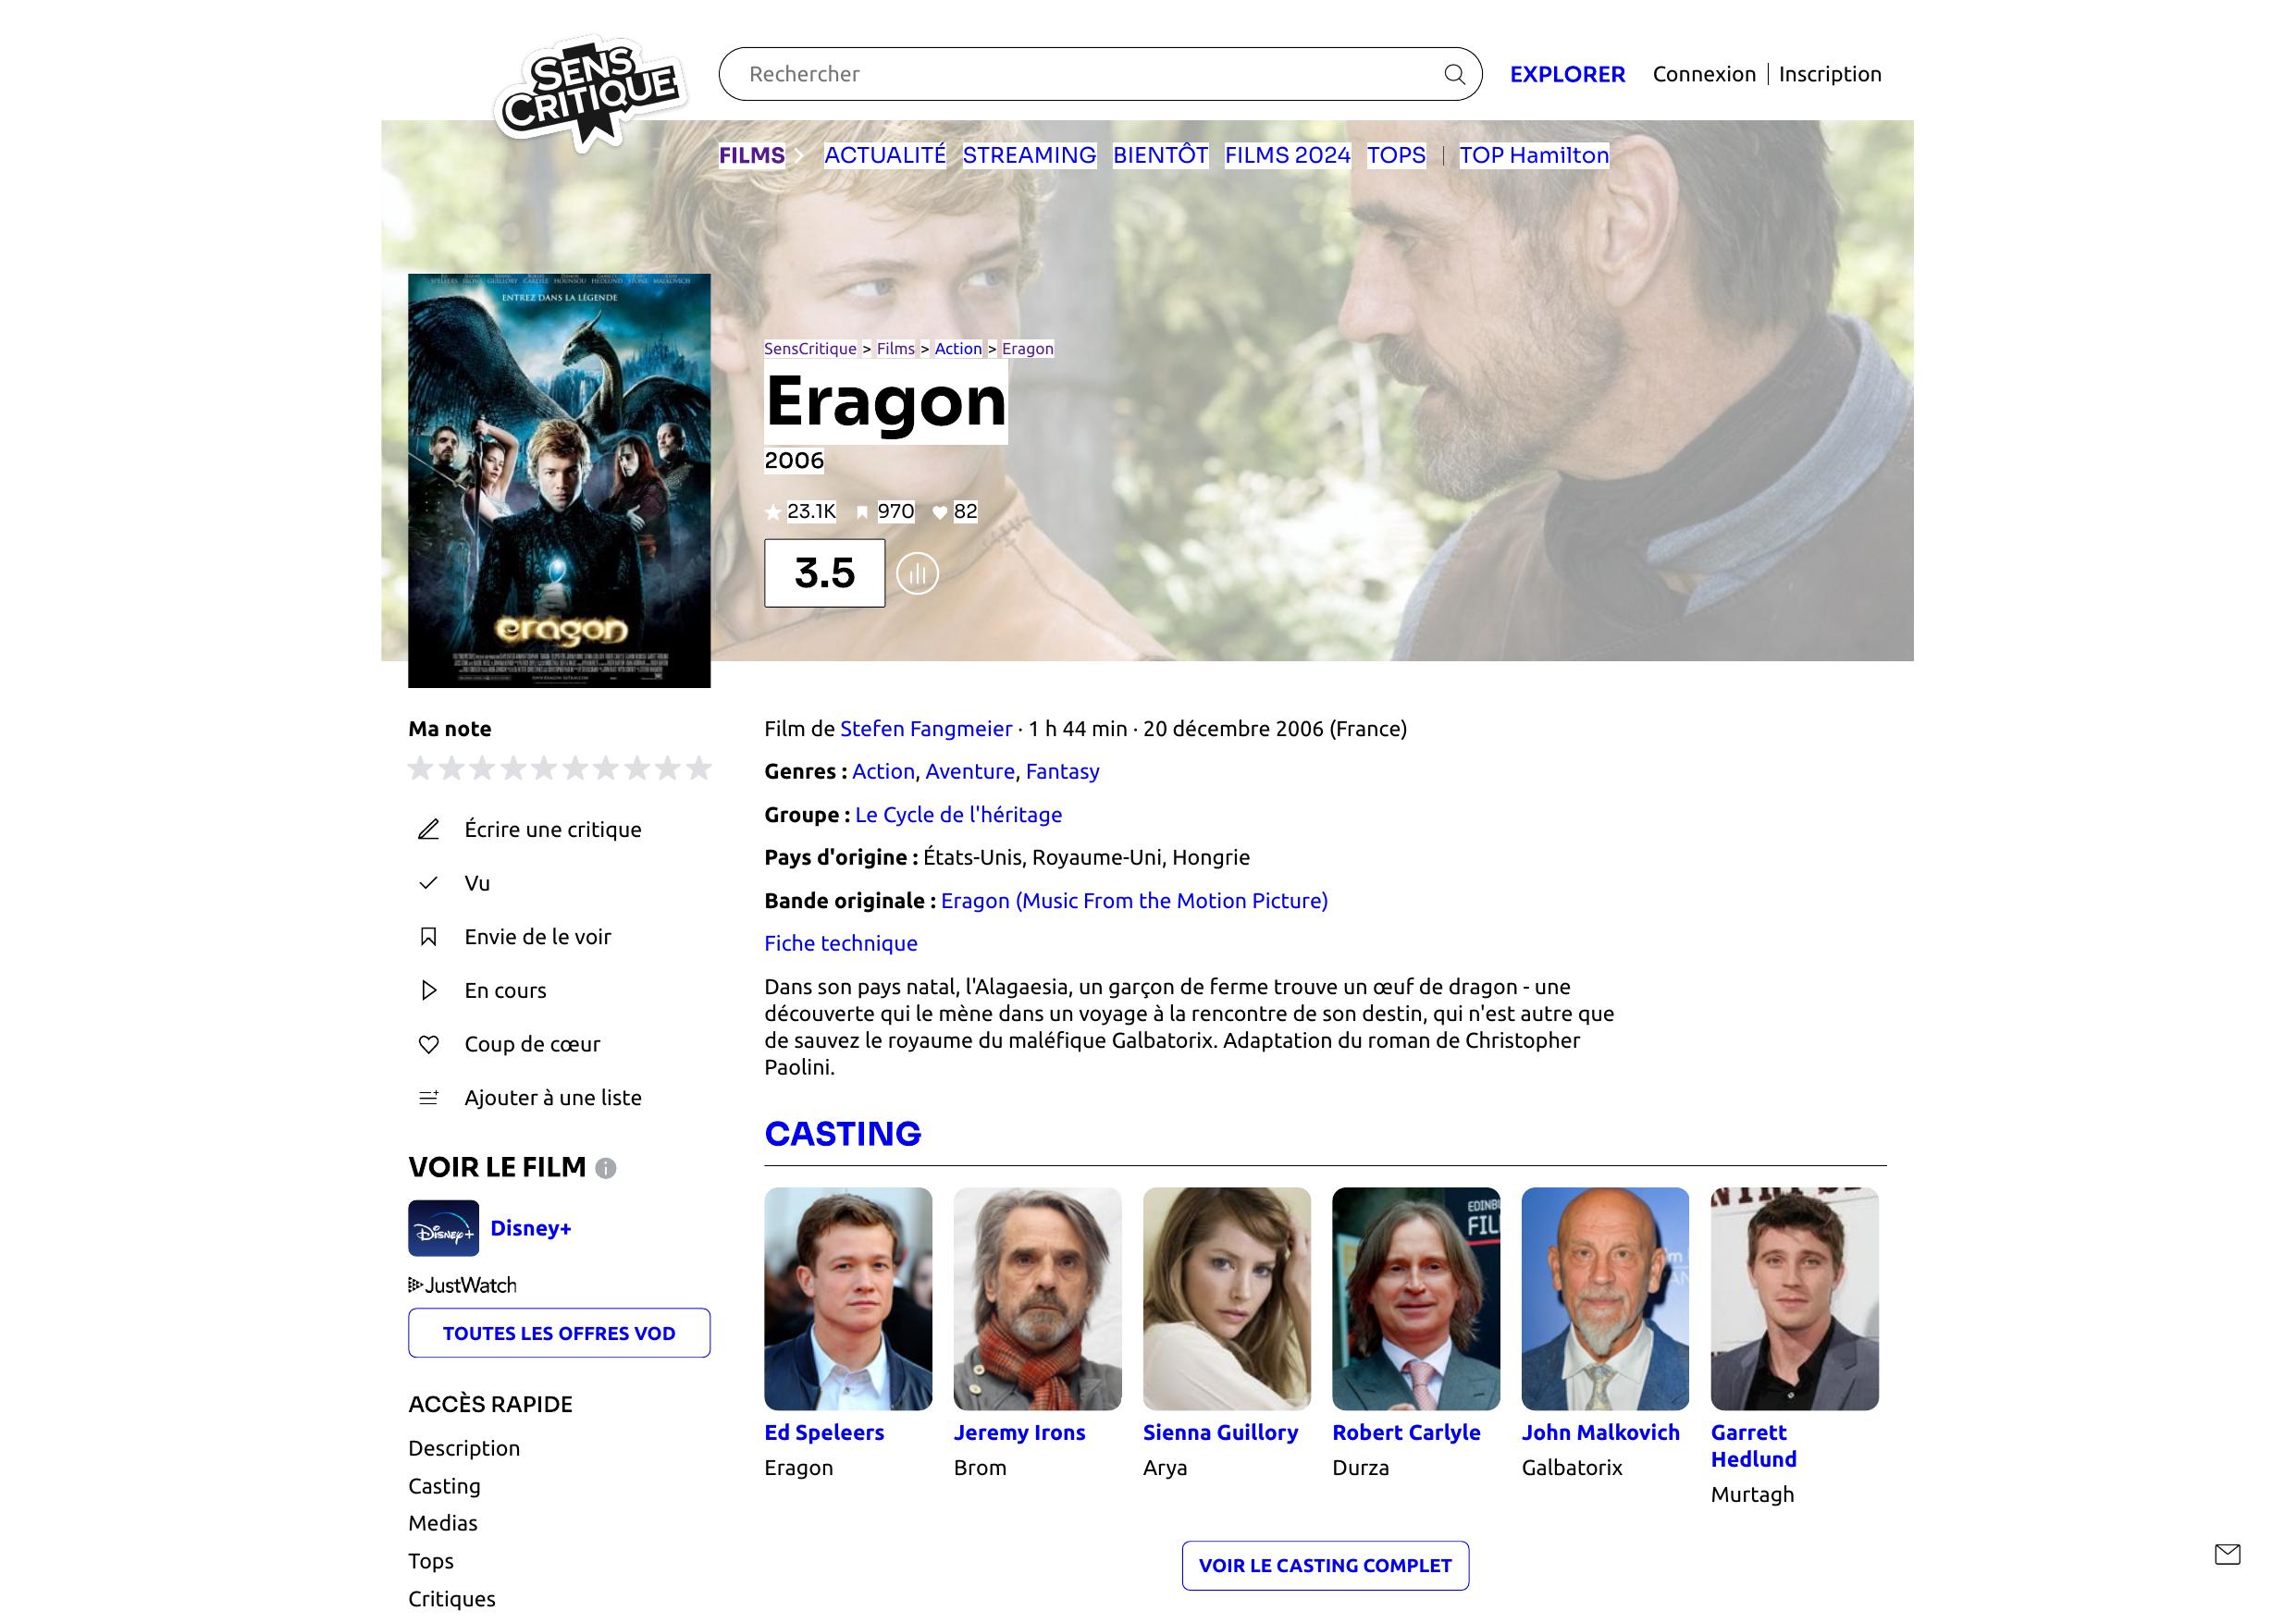 SENS
CRITIQUE
Rechercher
EXPLORER
Connexion
Inscription
FILMS
ACTUALITÉ
STREAMING
BIENTÔT
FILMS 2024
TOPS
TOP Hamilton
ENTREZ DANS LA LÉGENDE
eragon
SensCritique > Films > Action > Eragon
Eragon
2006
23.1K
970
82
3.5
Ma note
Écrire une critique
Vu
Envie de le voir
En cours
Coup de cœur
Ajouter à une liste
VOIR LE FILM
Disney+
Disney+
JustWatch
TOUTES LES OFFRES VOD
ACCÈS RAPIDE
Description
Casting
Medias
Tops
Critiques
Film de Stefen Fangmeier · 1 h 44 min · 20 décembre 2006 (France)
Genres : Action, Aventure, Fantasy
Groupe : Le Cycle de l'héritage
Pays d'origine : États-Unis, Royaume-Uni, Hongrie
Bande originale : Eragon (Music From the Motion Picture)
Fiche technique
Dans son pays natal, l'Alagaesia, un garçon de ferme trouve un œuf de dragon - une
découverte qui le mène dans un voyage à la rencontre de son destin, qui n'est autre que
de sauvez le royaume du maléfique Galbatorix. Adaptation du roman de Christopher
Paolini.
CASTING
EDINB
FIL
Ed Speleers
Eragon
Jeremy Irons
Brom
Sienna Guillory
Arya
Robert Carlyle
Durza
John Malkovich
Galbatorix
Garrett
Hedlund
Murtagh
VOIR LE CASTING COMPLET